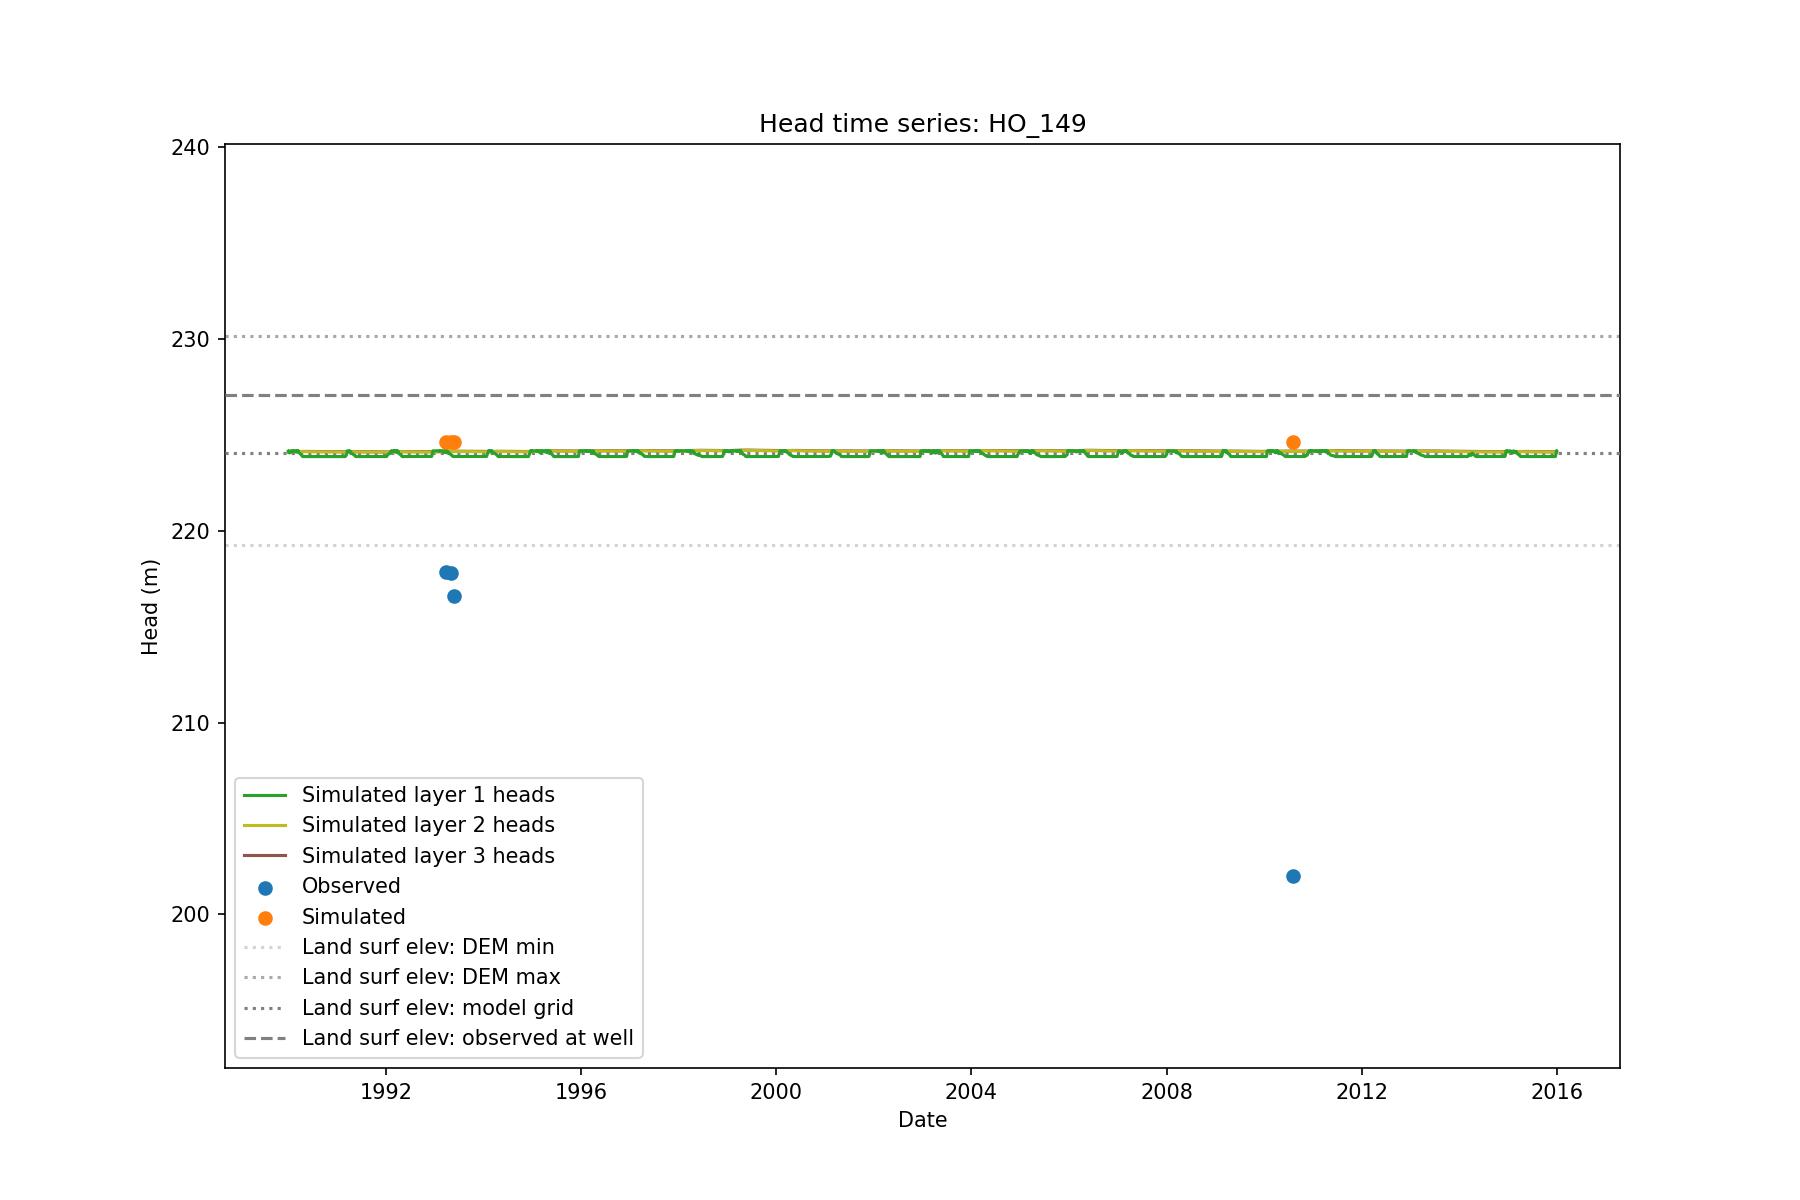 Head time series: HO_149
240
230
220
210
200
Head (m)
Simulated layer 1 heads
Simulated layer 2 heads
Simulated layer 3 heads
Observed
Simulated
Land surf elev: DEM min
Land surf elev: DEM max
Land surf elev: model grid
Land surf elev: observed at well
1992 1996 2000 2004 2008 2012 2016
Date